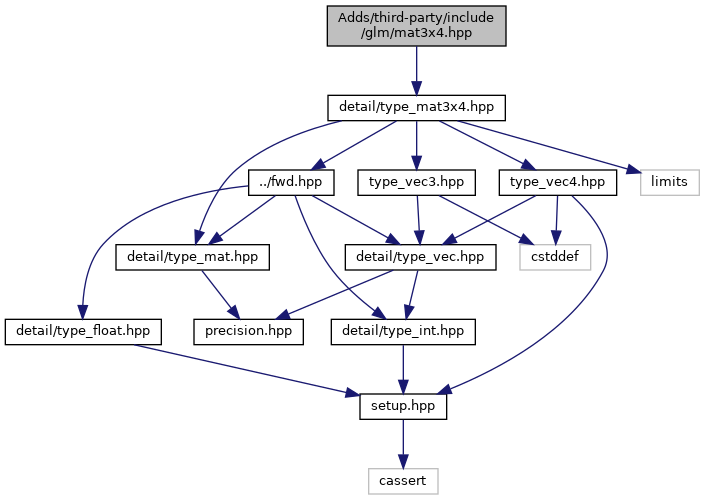 Adds/third-party/include
/glm/mat3x4.hpp
detail/type_mat3x4.hpp
../fwd.hpp
type_vec3.hpp
type_vec4.hpp
limits
detail/type_mat.hpp
detail/type_vec.hpp
cstddef
detail/type_float.hpp
precision.hpp
detail/type_int.hpp
setup.hpp
cassert